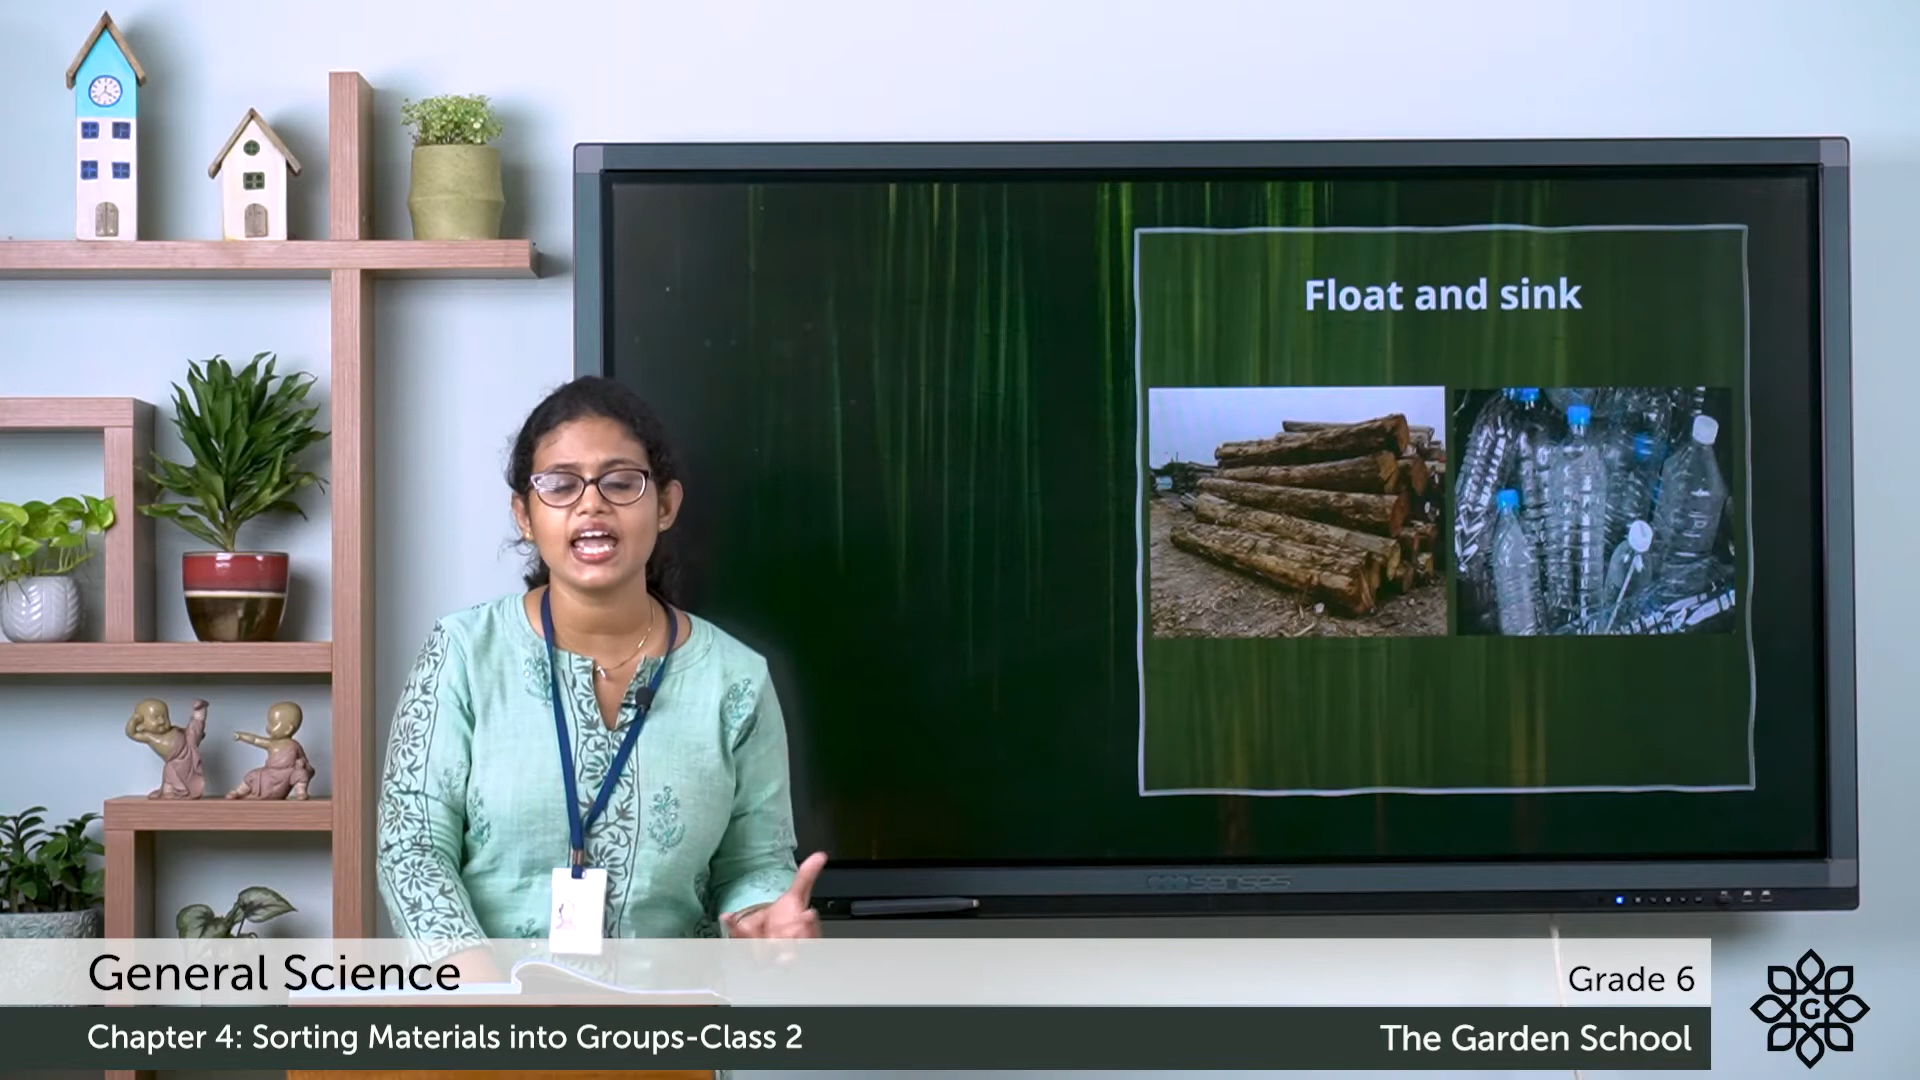 Float and sink
General Science
Grade 6
Chapter 4: Sorting Materials into Groups-Class 2
The Garden School
G